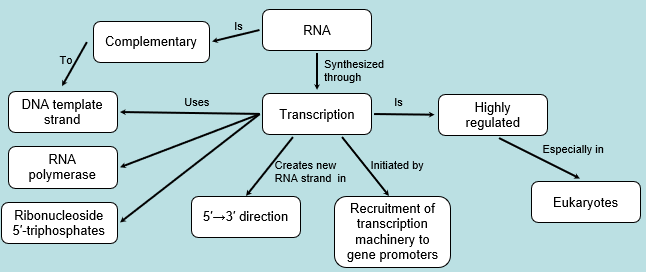 Is
RNA
Complementary
To
Synthesized
through
DNA template
strand
Uses
Transcription
Is
Highly
regulated
RNA
polymerase
Creates new
RNA strand in
Initiated by
Especially in
Ribonucleoside
5′-triphosphates
5′→3′ direction
Recruitment of
transcription
machinery to
gene promoters
Eukaryotes